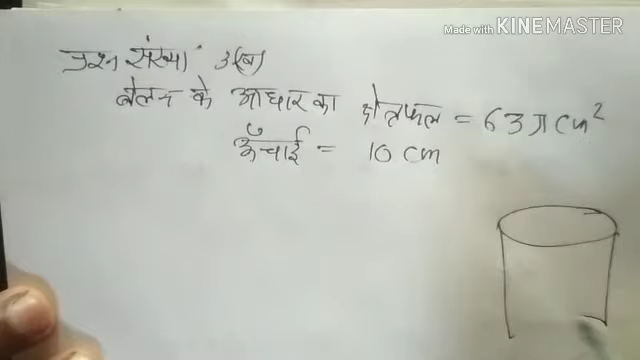 Made with KINEMASTER
प्रश्न संख्या 3(ब)
बेलन के आधार का क्षेत्रफल = 63π cm²
ऊँचाई = 10 cm